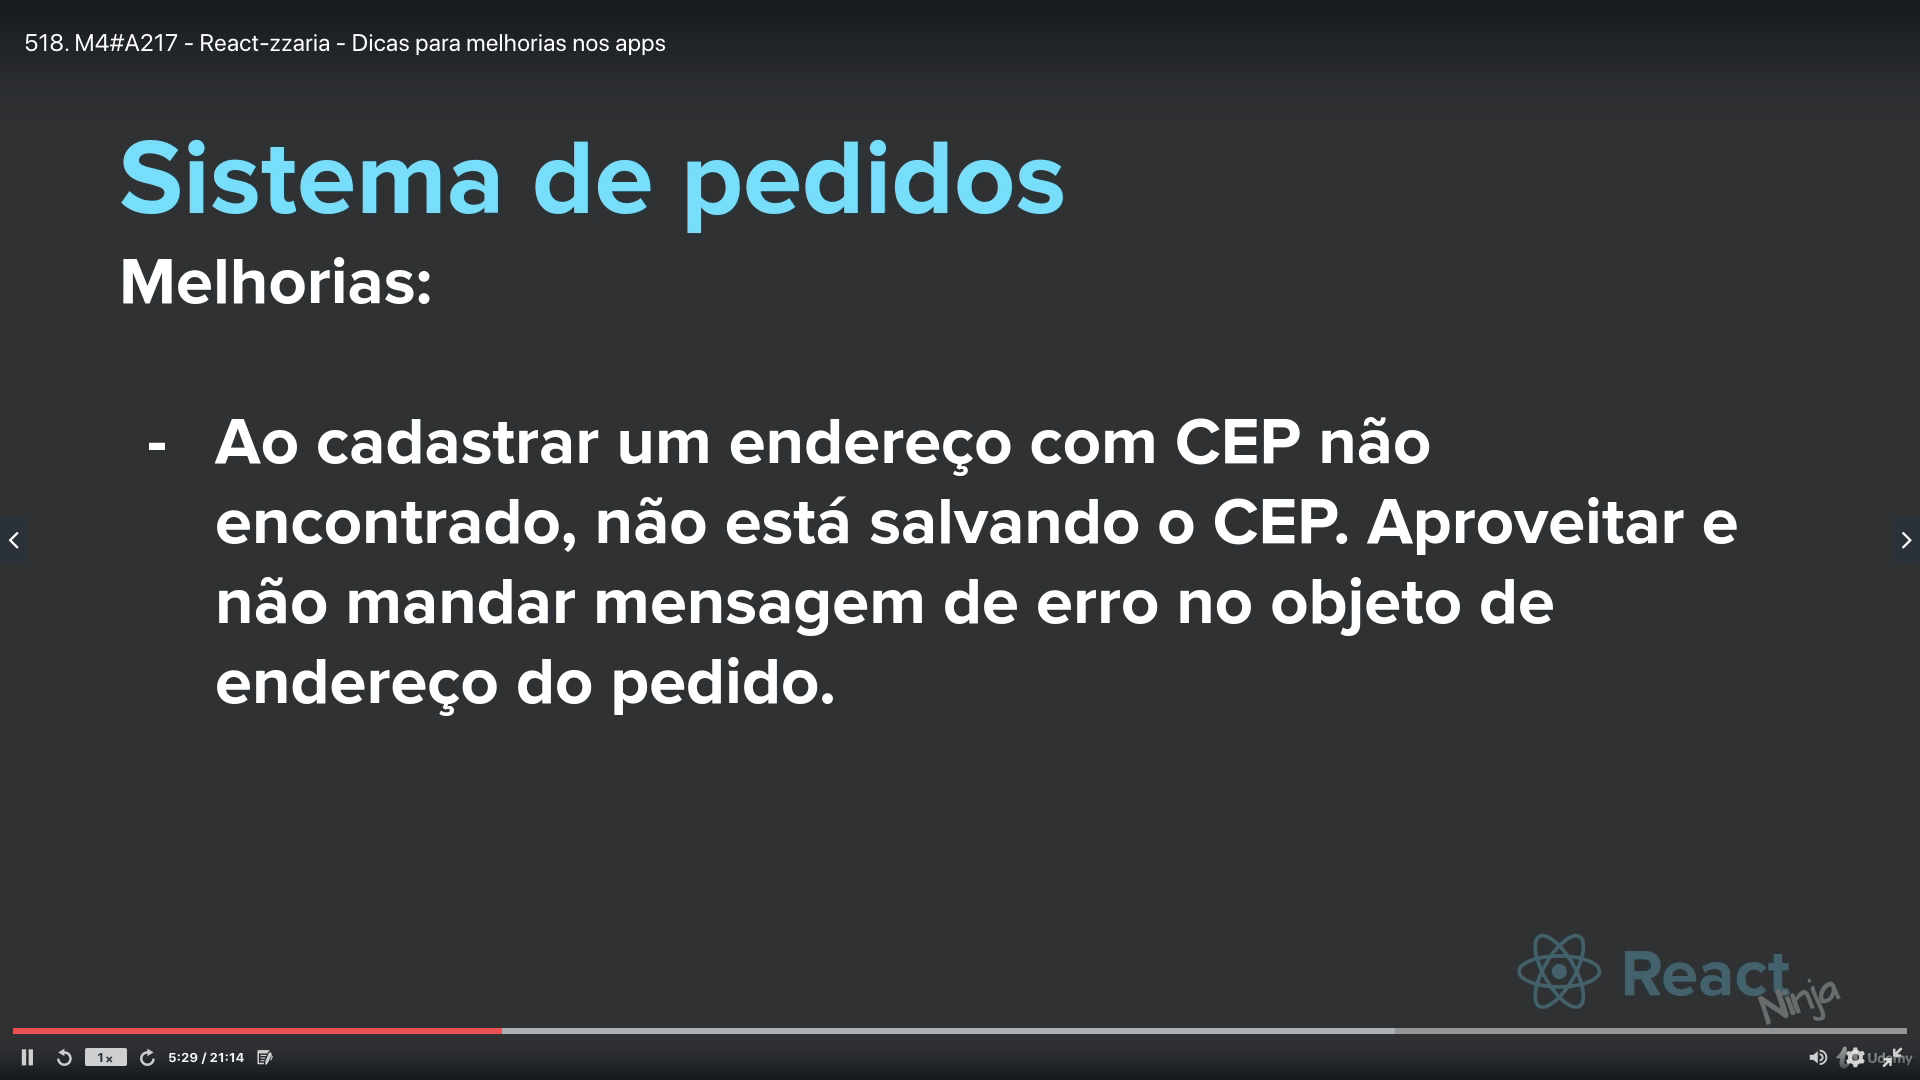 518. M4#A217 - React-zzaria - Dicas para melhorias nos apps
Sistema de pedidos
Melhorias:
- Ao cadastrar um endereço com CEP não
encontrado, não está salvando o CEP. Aproveitar e
não mandar mensagem de erro no objeto de
endereço do pedido.
React
Ninja
1x
5:29 / 21:14
Udemy